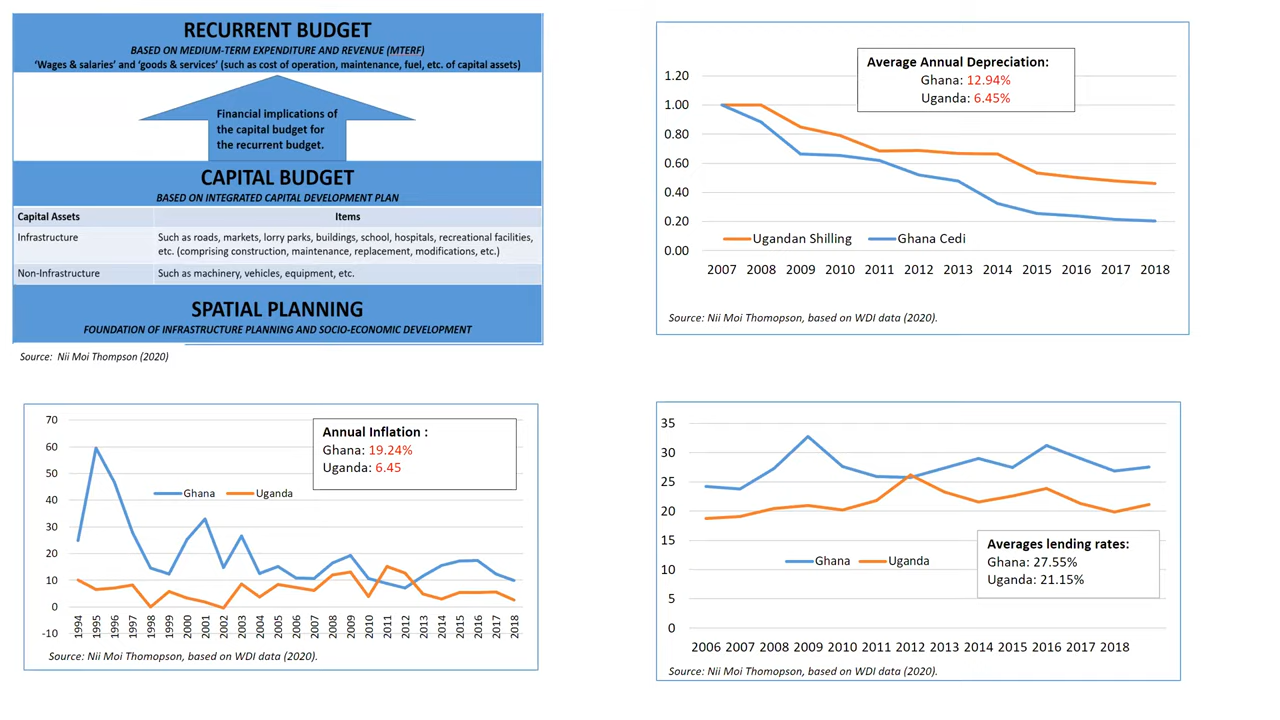 RECURRENT BUDGET
BASED ON MEDIUM-TERM EXPENDITURE AND REVENUE (MTERF)
‘Wages & salaries’ and ‘goods & services’ (such as cost of operation, maintenance, fuel, etc. of capital assets)
Financial implications of
the capital budget for
the recurrent budget.
CAPITAL BUDGET
BASED ON INTEGRATED CAPITAL DEVELOPMENT PLAN
Capital Assets Items
Infrastructure Such as roads, markets, lorry parks, buildings, school, hospitals, recreational facilities,
etc. (comprising construction, maintenance, replacement, modifications, etc.)
Non-Infrastructure Such as machinery, vehicles, equipment, etc.
SPATIAL PLANNING
FOUNDATION OF INFRASTRUCTURE PLANNING AND SOCIO-ECONOMIC DEVELOPMENT
Source: Nii Moi Thompson (2020)
Average Annual Depreciation:
Ghana: 12.94%
Uganda: 6.45%
1.20
1.00
0.80
0.60
0.40
0.20
0.00
Ugandan Shilling Ghana Cedi
2007 2008 2009 2010 2011 2012 2013 2014 2015 2016 2017 2018
Source: Nii Moi Thomopson, based on WDI data (2020).
70
60
50
40
30
20
10
0
-10
Annual Inflation :
Ghana: 19.24%
Uganda: 6.45
Ghana Uganda
1994 1995 1996 1997 1998 1999 2000 2001 2002 2003 2004 2005 2006 2007 2008 2009 2010 2011 2012 2013 2014 2015 2016 2017 2018
Source: Nii Moi Thomopson, based on WDI data (2020).
35
30
25
20
15
10
5
0
Ghana Uganda
Averages lending rates:
Ghana: 27.55%
Uganda: 21.15%
2006 2007 2008 2009 2010 2011 2012 2013 2014 2015 2016 2017 2018
Source: Nii Moi Thomopson, based on WDI data (2020).